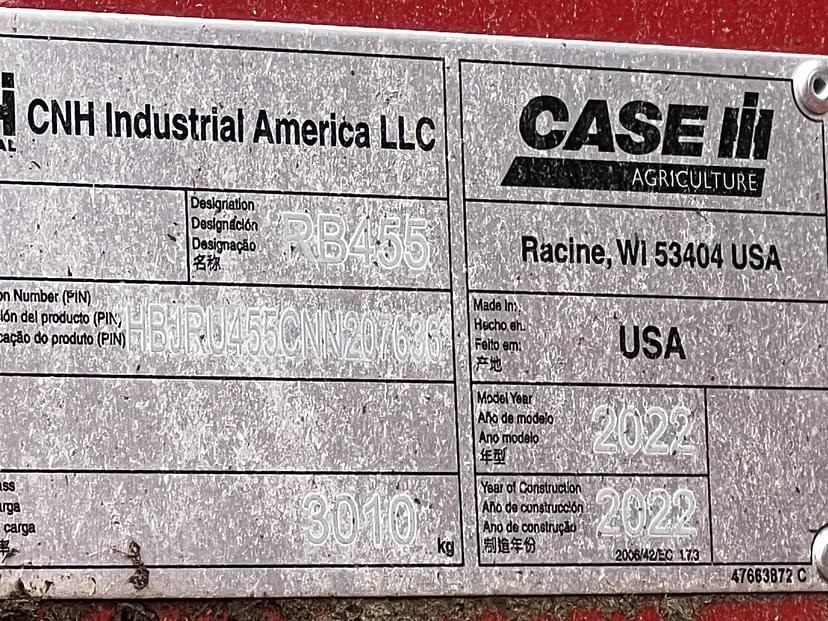 CNH Industrial America LLC
AL
Designation
Designación
Designação
名称
RB455
on Number (PIN)
ión del producto (PIN)
cação do produto (PIN)
HBJRU455CNN207636
ass
arga
carga
3010
kg
CASE IH
AGRICULTURE
Racine, WI 53404 USA
Made In:
Hecho en:
Feito em:
产地
USA
Model Year
Año de modelo
Ano modelo
年型
2022
Year of Construction
Año de construcción
Ano de construção
制造年份
2022
2006/42/EC 1.7.3
47663872 C